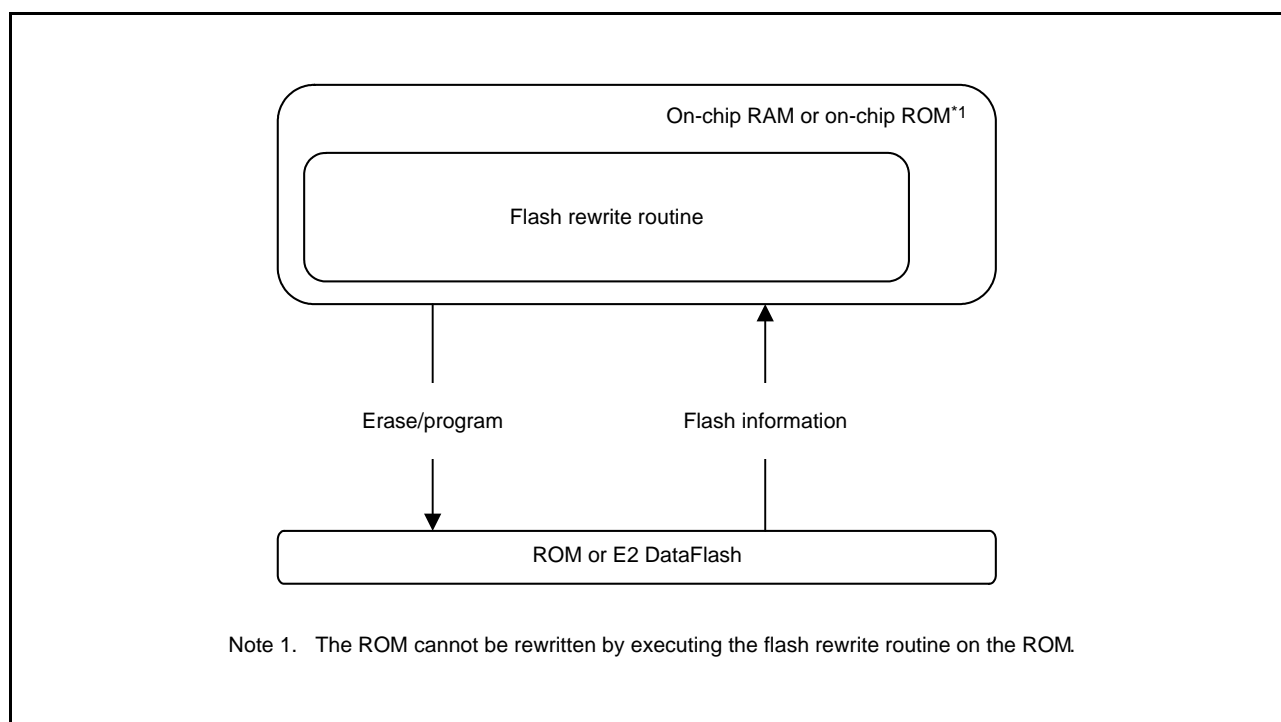 On-chip RAM or on-chip ROM*1
Flash rewrite routine
Erase/program
Flash information
ROM or E2 DataFlash
Note 1. The ROM cannot be rewritten by executing the flash rewrite routine on the ROM.